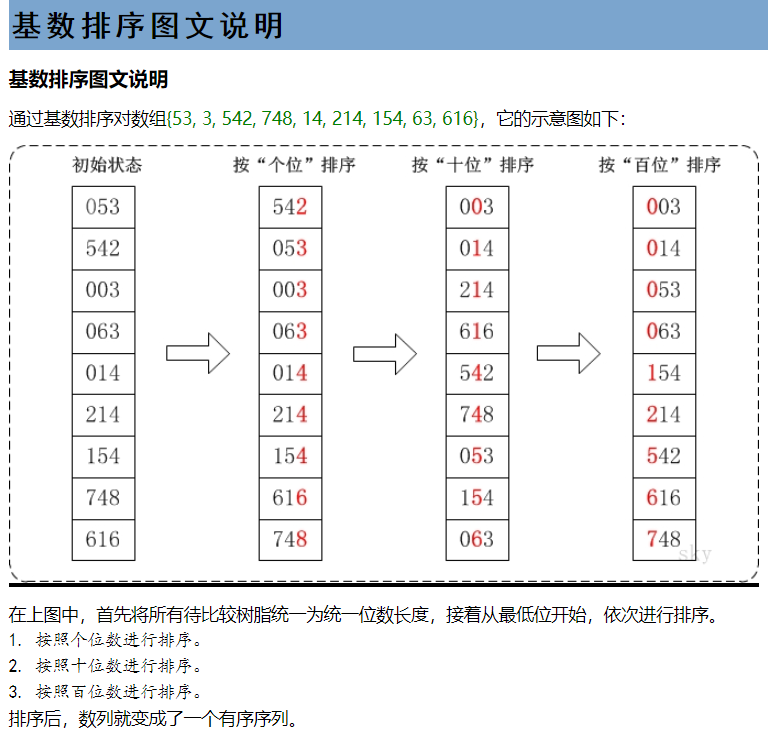 基数排序图文说明
基数排序图文说明
通过基数排序对数组{53, 3, 542, 748, 14, 214, 154, 63, 616}，它的示意图如下：
初始状态 按“个位”排序 按“十位”排序 按“百位”排序
053 542 003 003
542 053 014 014
003 003 214 053
063 063 616 063
014 014 542 154
214 214 748 214
154 154 053 542
748 616 154 616
616 748 063 748
sky
在上图中，首先将所有待比较树脂统一为统一位数长度，接着从最低位开始，依次进行排序。
1. 按照个位数进行排序。
2. 按照十位数进行排序。
3. 按照百位数进行排序。
排序后，数列就变成了一个有序序列。